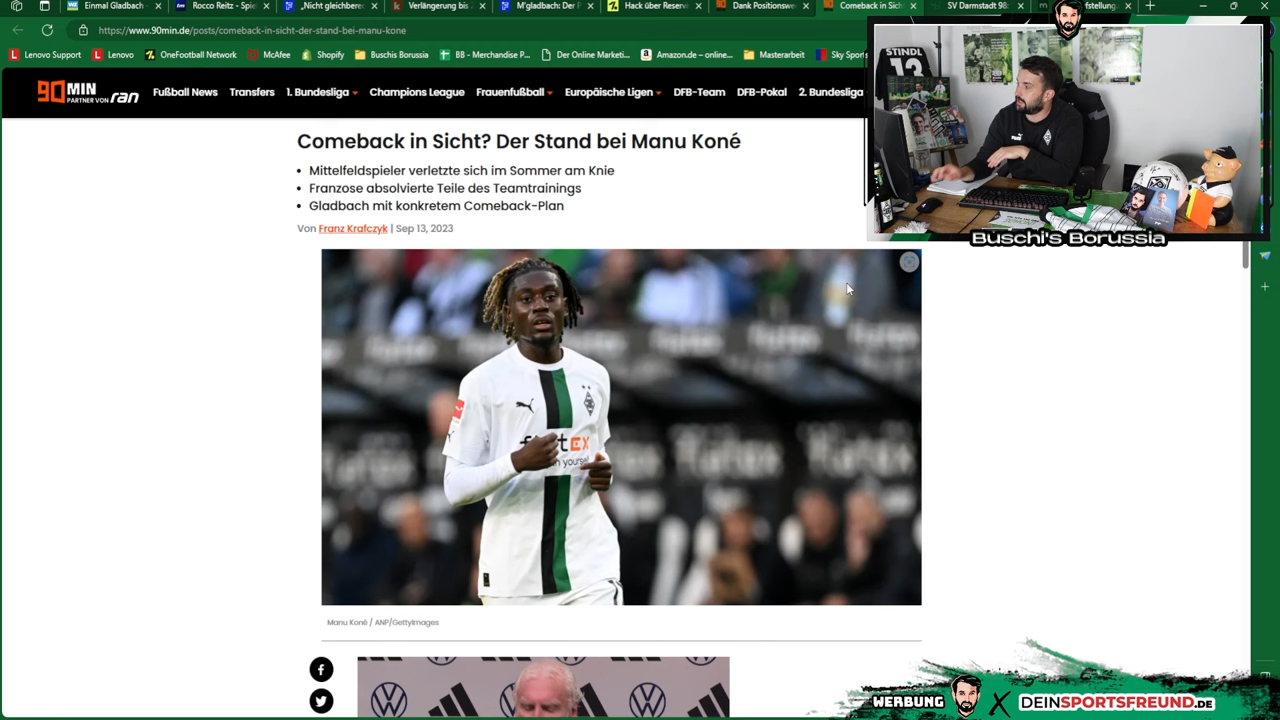 Einmal Gladbach
Rocco Reitz - Spie
„Nicht gleichbere
Verlängerung bis 2
M'gladbach: Der F
Hack über Reserv
Dank Positionswe
Comeback in Sich
SV Darmstadt 98
https://www.90min.de/posts/comeback-in-sicht-der-stand-bei-manu-kone
Lenovo Support
Lenovo
OneFootball Network
McAfee
Shopify
Buschis Borussia
BB - Merchandise P...
Der Online Marketi...
Amazon.de – online...
Masterarbeit
Sky Spor
90MIN
PARTNER VON ran
Fußball News
Transfers
1. Bundesliga
Champions League
Frauenfußball
Europäische Ligen
DFB-Team
DFB-Pokal
2. Bundesliga
STINDL
13
Buschi's Borussia
Comeback in Sicht? Der Stand bei Manu Koné
• Mittelfeldspieler verletzte sich im Sommer am Knie
• Franzose absolvierte Teile des Teamtrainings
• Gladbach mit konkretem Comeback-Plan
Von Franz Krafczyk | Sep 13, 2023
Manu Koné / ANP/GettyImages
WERBUNG
X
DEINSPORTSFREUND.DE